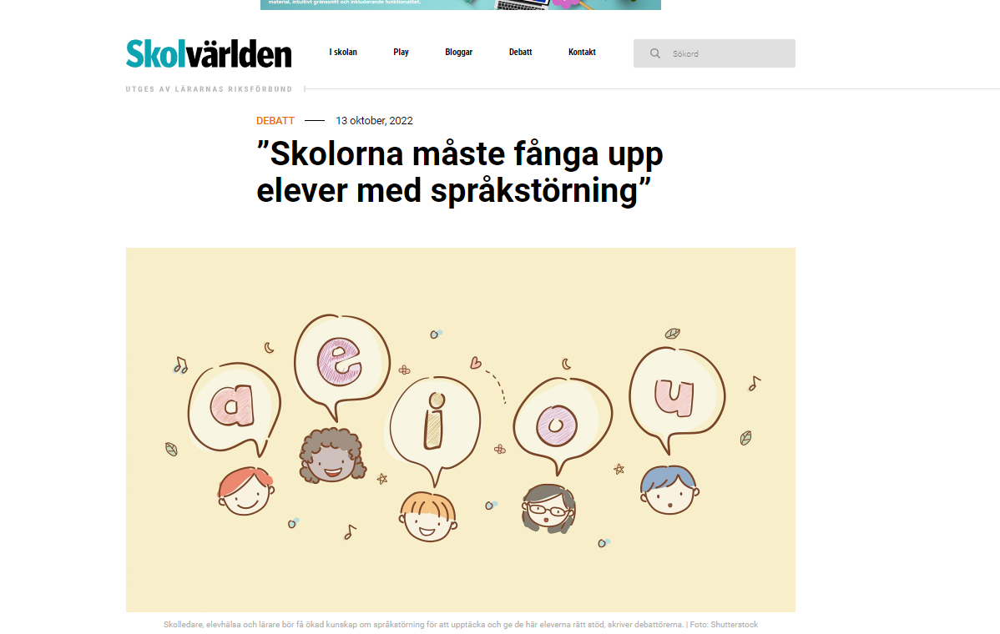 material, intuitivt gränssnitt och inkluderande funktionalitet.
Skolvärlden
I skolan Play Bloggar Debatt Kontakt
Sökord
UTGES AV LÄRARNAS RIKSFÖRBUND
DEBATT 13 oktober, 2022
”Skolorna måste fånga upp
elever med språkstörning”
a e i o u
Skolledare, elevhälsa och lärare bör få ökad kunskap om språkstörning för att upptäcka och ge de här eleverna rätt stöd, skriver debattörerna. | Foto: Shutterstock